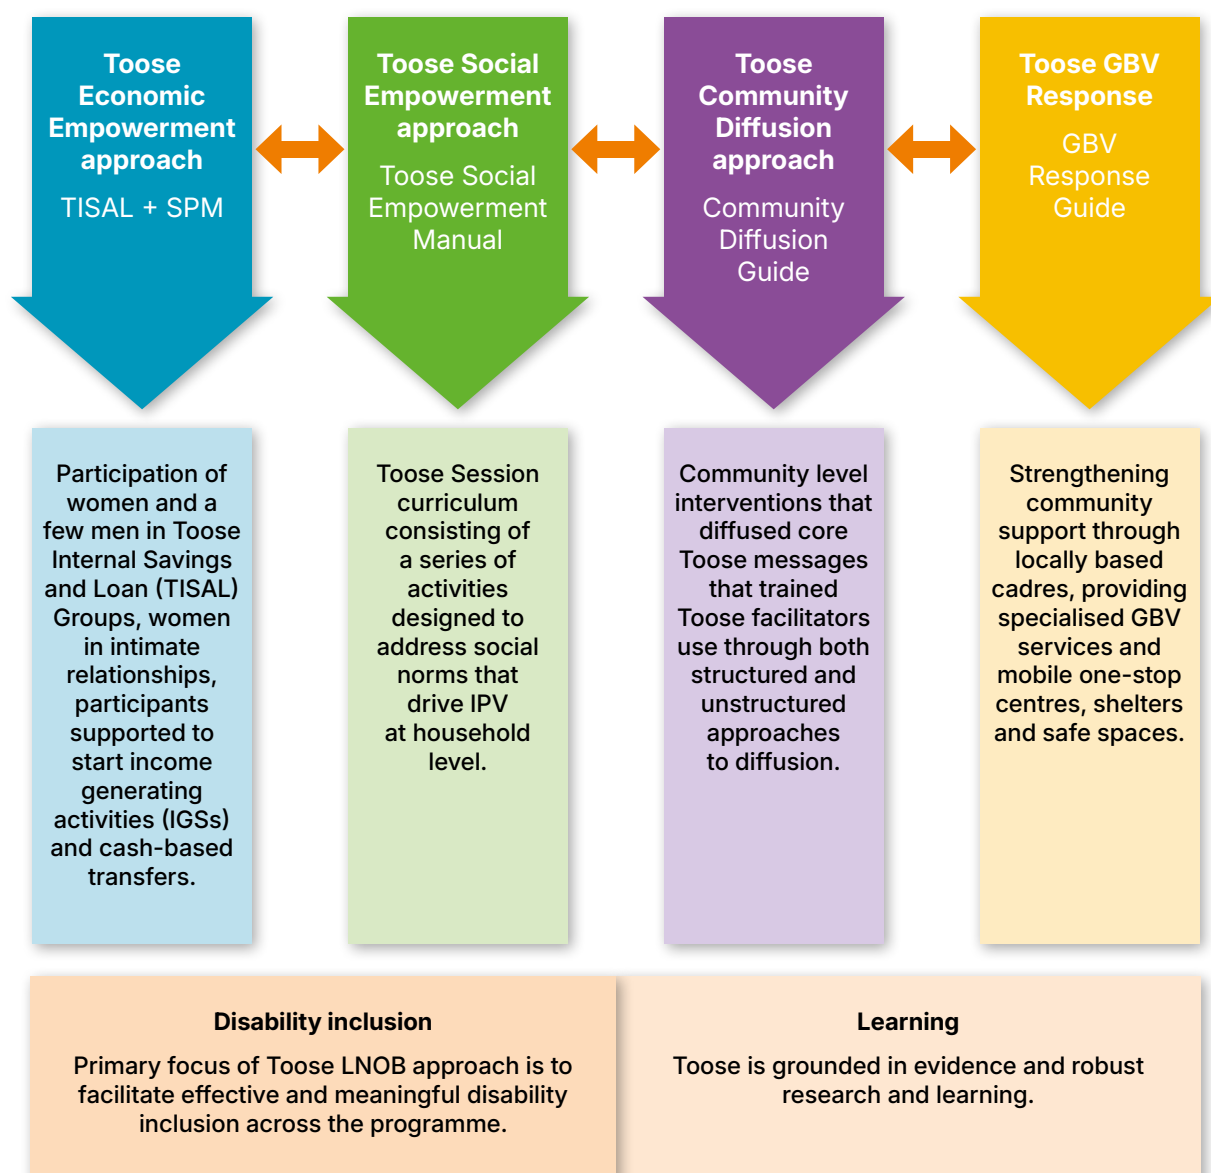 Toose
Economic
Empowerment
approach
TISAL + SPM
Toose Social
Empowerment
approach
Toose Social
Empowerment
Manual
Toose
Community
Diffusion
approach
Community
Diffusion
Guide
Toose GBV
Response
GBV
Response
Guide
Participation of
women and a
few men in Toose
Internal Savings
and Loan (TISAL)
Groups, women
in intimate
relationships,
participants
supported to
start income
generating
activities (IGSs)
and cash-based
transfers.
Toose Session
curriculum
consisting of
a series of
activities
designed to
address social
norms that
drive IPV
at household
level.
Community level
interventions that
diffused core
Toose messages
that trained
Toose facilitators
use through both
structured and
unstructured
approaches
to diffusion.
Strengthening
community
support through
locally based
cadres, providing
specialised GBV
services and
mobile one-stop
centres, shelters
and safe spaces.
Disability inclusion
Primary focus of Toose LNOB approach is to
facilitate effective and meaningful disability
inclusion across the programme.
Learning
Toose is grounded in evidence and robust
research and learning.